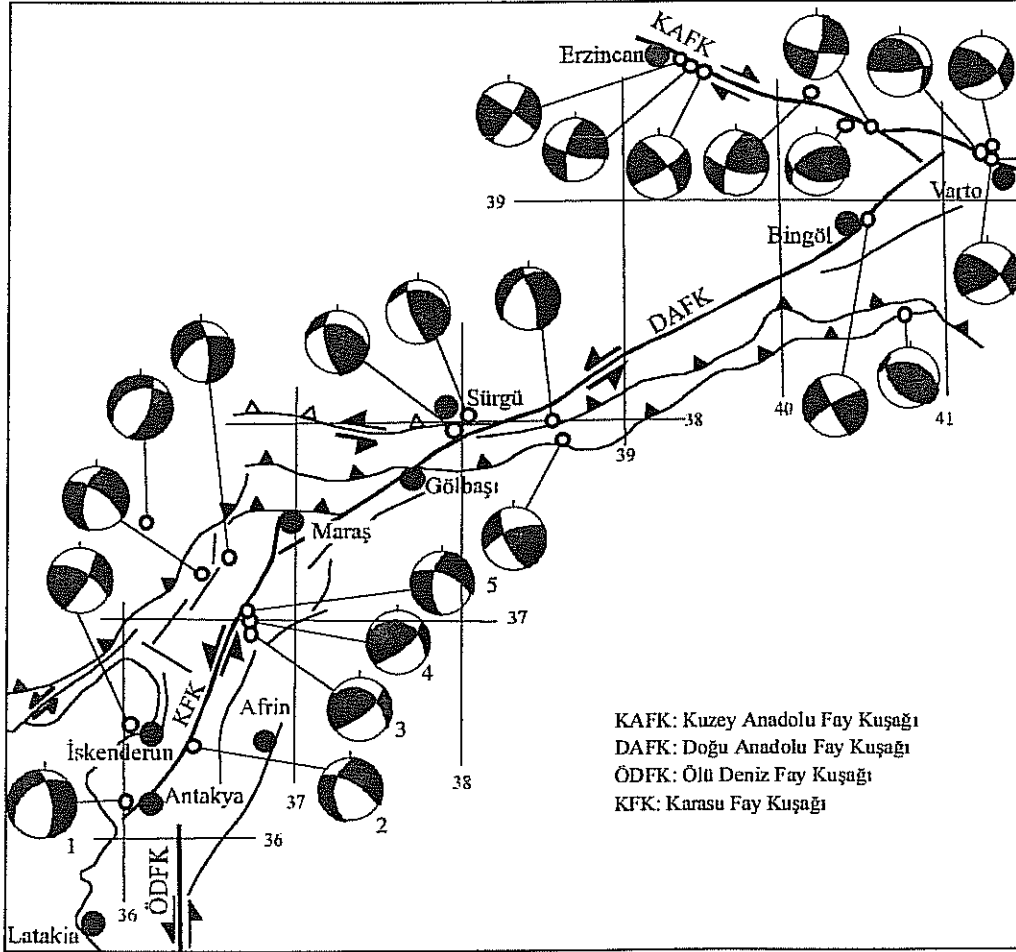 KAFK
Erzincan
39
Varto
Bingöl
DAFK
Sürgü
40
41
38
39
Gölbaşı
Maraş
5
37
4
KFK
Afrin
3
İskenderun
KAFK: Kuzey Anadolu Fay Kuşağı
DAFK: Doğu Anadolu Fay Kuşağı
ÖDFK: Ölü Deniz Fay Kuşağı
KFK: Karasu Fay Kuşağı
38
37
Antakya
2
1
36
ÖDFK
36
Latakia